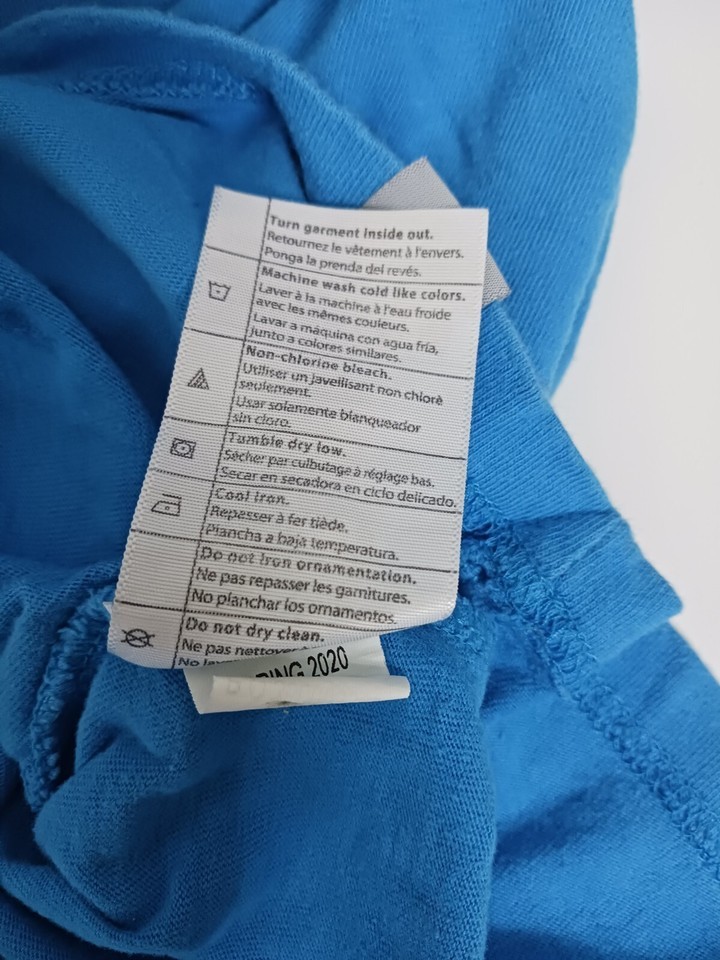 Turn garment inside out.
Retournez le vêtement à l'envers.
Ponga la prenda del revés.
Machine wash cold like colors.
Laver à la machine à l'eau froide
avec les mêmes couleurs.
Lavar a máquina con agua fría,
junto a colores similares.
Non-chlorine bleach.
Utiliser un javellisant non chloré
seulement.
Usar solamente blanqueador
sin cloro.
Tumble dry low.
Sécher par culbutage à réglage bas.
Secar en secadora en ciclo delicado.
Cool iron.
Repasser à fer tiède.
Plancha a baja temperatura.
Do not iron ornamentation.
Ne pas repasser les garnitures.
No planchar los ornamentos.
Do not dry clean.
Ne pas
No
2020